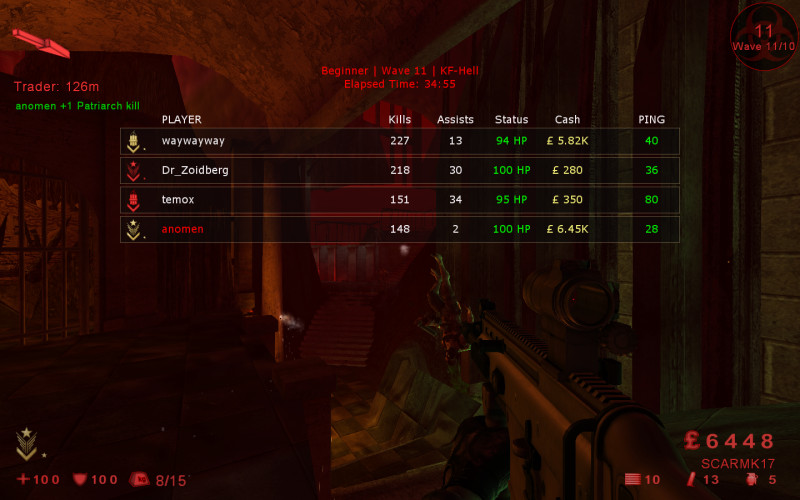 11
Wave 11/10
Beginner | Wave 11 | KF-Hell
Elapsed Time: 34:55
Trader: 126m
anomen +1 Patriarch kill
PLAYER Kills Assists Status Cash PING
waywayway 227 13 94 HP £ 5.82K 40
Dr_Zoidberg 218 30 100 HP £ 280 36
temox 151 34 95 HP £ 350 80
anomen 148 2 100 HP £ 6.45K 28
£6448
SCARMK17
100 100 8/15 10 13 5